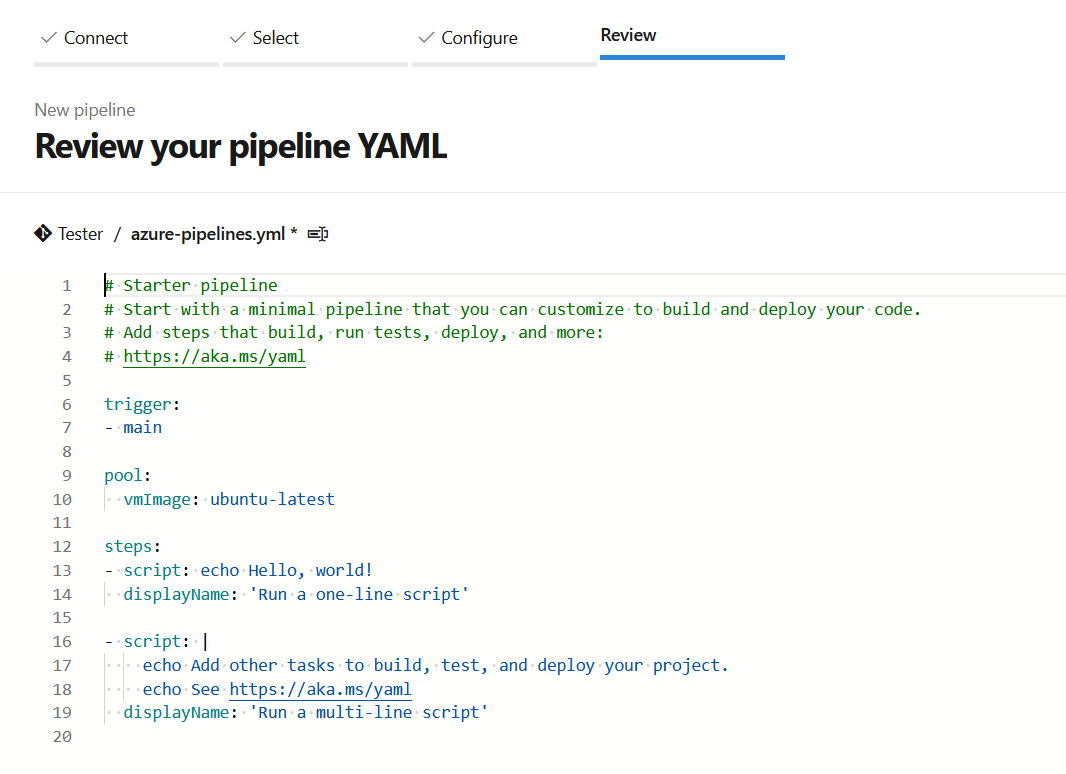 Connect
Select
Configure
Review
New pipeline
Review your pipeline YAML
Tester / azure-pipelines.yml *
1 # Starter pipeline
2 # Start with a minimal pipeline that you can customize to build and deploy your code.
3 # Add steps that build, run tests, deploy, and more:
4 # https://aka.ms/yaml
5
6 trigger:
7 - main
8
9 pool:
10   vmImage: ubuntu-latest
11
12 steps:
13 - script: echo Hello, world!
14   displayName: 'Run a one-line script'
15
16 - script: |
17     echo Add other tasks to build, test, and deploy your project.
18     echo See https://aka.ms/yaml
19   displayName: 'Run a multi-line script'
20